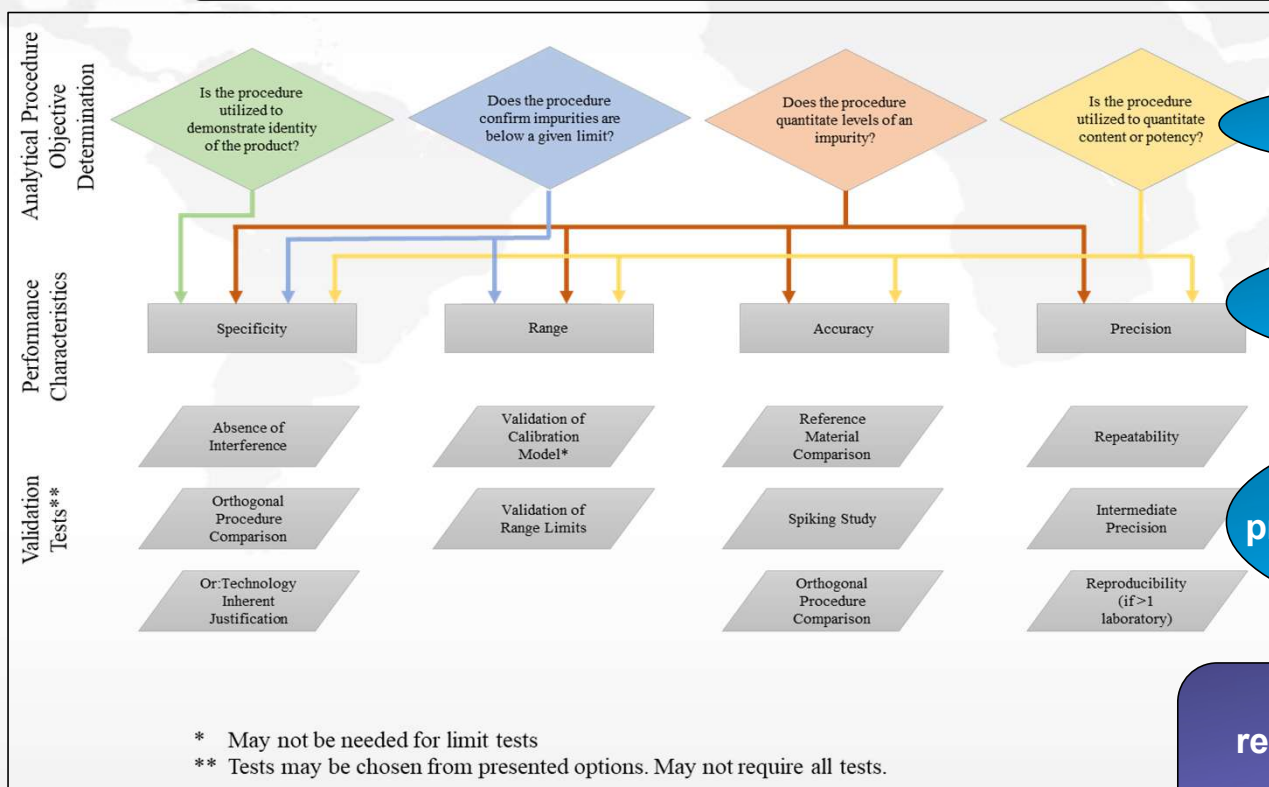 Analytical Procedure
Objective
Determination
Is the procedure
utilized to
demonstrate identity
of the product?
Does the procedure
confirm impurities are
below a given limit?
Does the procedure
quantitate levels of an
impurity?
Is the procedure
utilized to quantitate
content or potency?
Performance
Characteristics
Specificity
Range
Accuracy
Precision
Validation
Tests**
Absence of
Interference
Validation of
Calibration
Model*
Reference
Material
Comparison
Repeatability
Orthogonal
Procedure
Comparison
Validation of
Range Limits
Spiking Study
Intermediate
Precision
p
Or:Technology
Inherent
Justification
Orthogonal
Procedure
Comparison
Reproducibility
(if >1
laboratory)
re
* May not be needed for limit tests
** Tests may be chosen from presented options. May not require all tests.